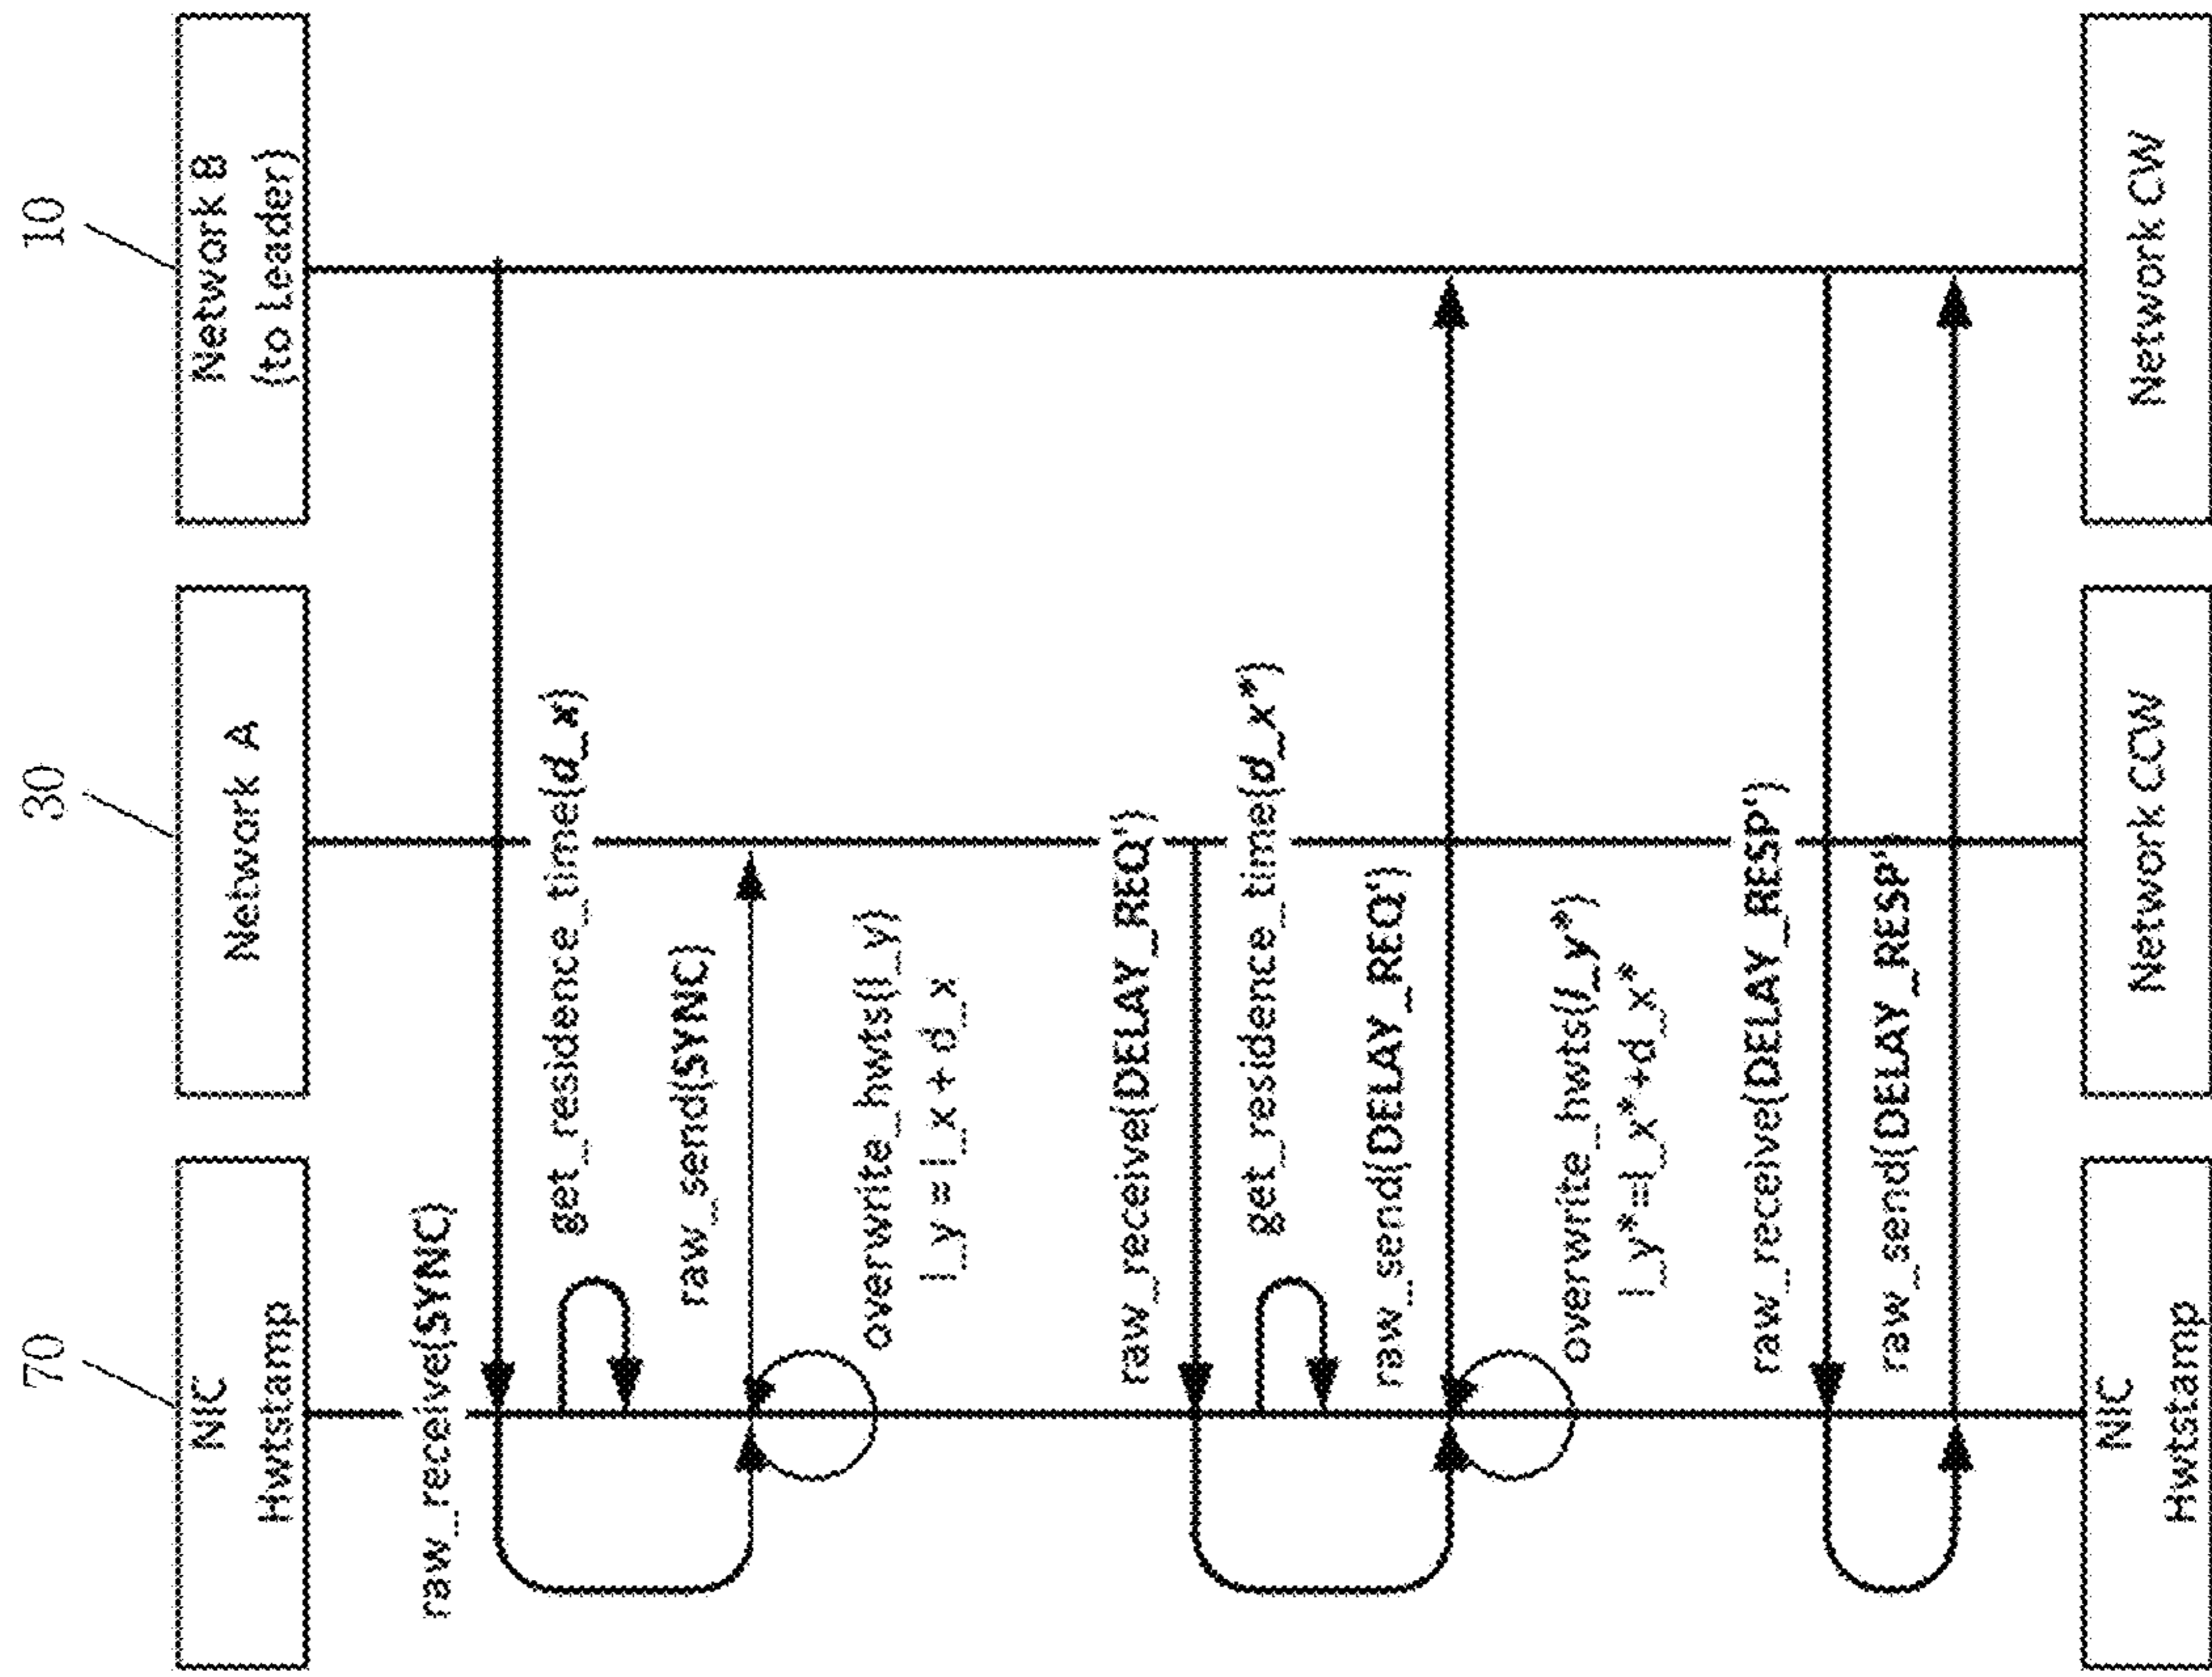 70
30
10
NIC
Hwtstamp
Network A
Network B
(to Leader)
raw_receive(SYNC)
get_residence_time(d_x)
raw_send(SYNC)
overwrite_hwts(l_y)
l_y = l_x + d_x
raw_receive(DELAY_REQ')
get_residence_time(d_x*)
raw_send(DELAY_REQ')
overwrite_hwts(l_y*)
l_y*=l_x*+d_x*
raw_receive(DELAY_RESP')
raw_send(DELAY_RESP')
NIC
Hwtstamp
Network CCW
Network CW